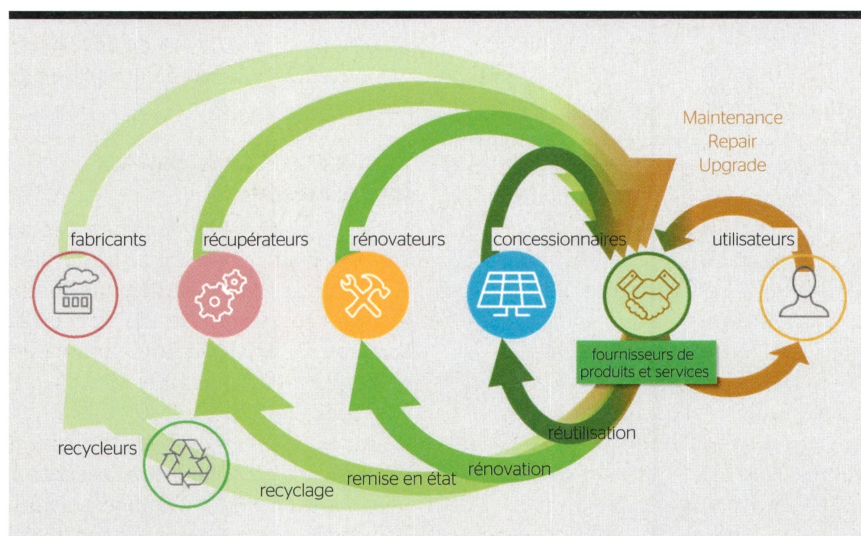 Maintenance
Repair
Upgrade
fabricants
récupérateurs
rénovateurs
concessionnaires
utilisateurs
fournisseurs de
produits et services
réutilisation
recycleurs
rénovation
remise en état
recyclage